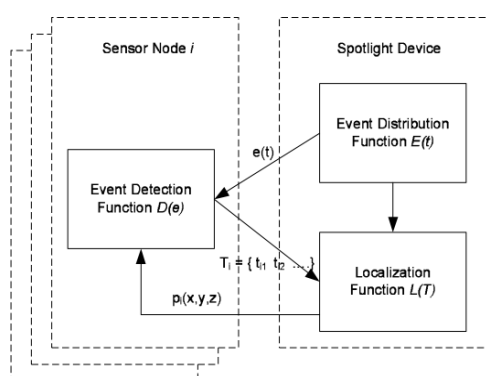 Sensor Node i
Spotlight Device
Event Distribution
Function E(t)
e(t)
Event Detection
Function D(e)
Ti = { ti1 ti2 .... }
Localization
Function L(T)
pi(x,y,z)